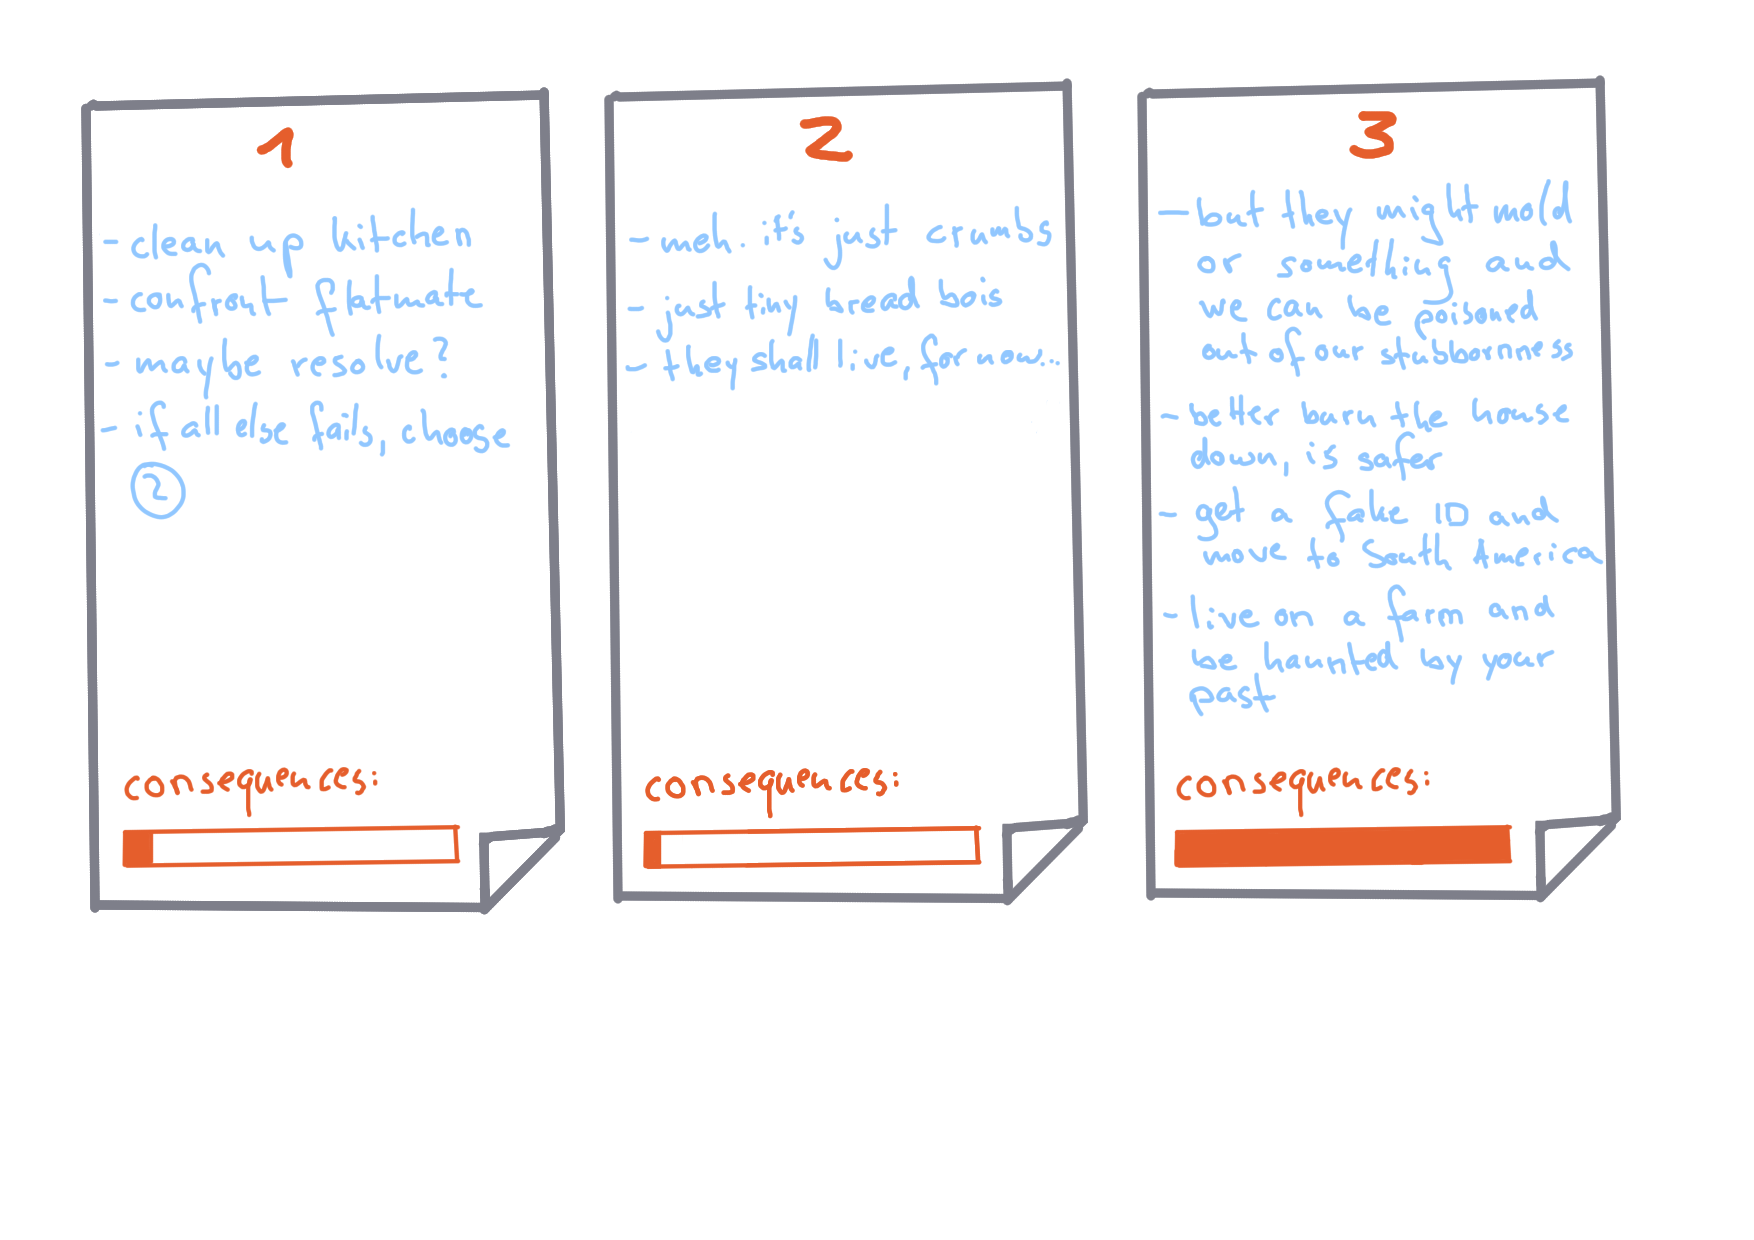 1
- clean up kitchen
- confront flatmate
- maybe resolve?
- if all else fails, choose
2
consequences:
2
- meh. it's just crumbs
- just tiny bread bois
- they shall live, for now...
consequences:
3
- but they might mold
or something and
we can be poisoned
out of our stubbornness
- better burn the house
down, is safer
- get a fake ID and
move to South America
- live on a farm and
be haunted by your
past
consequences: